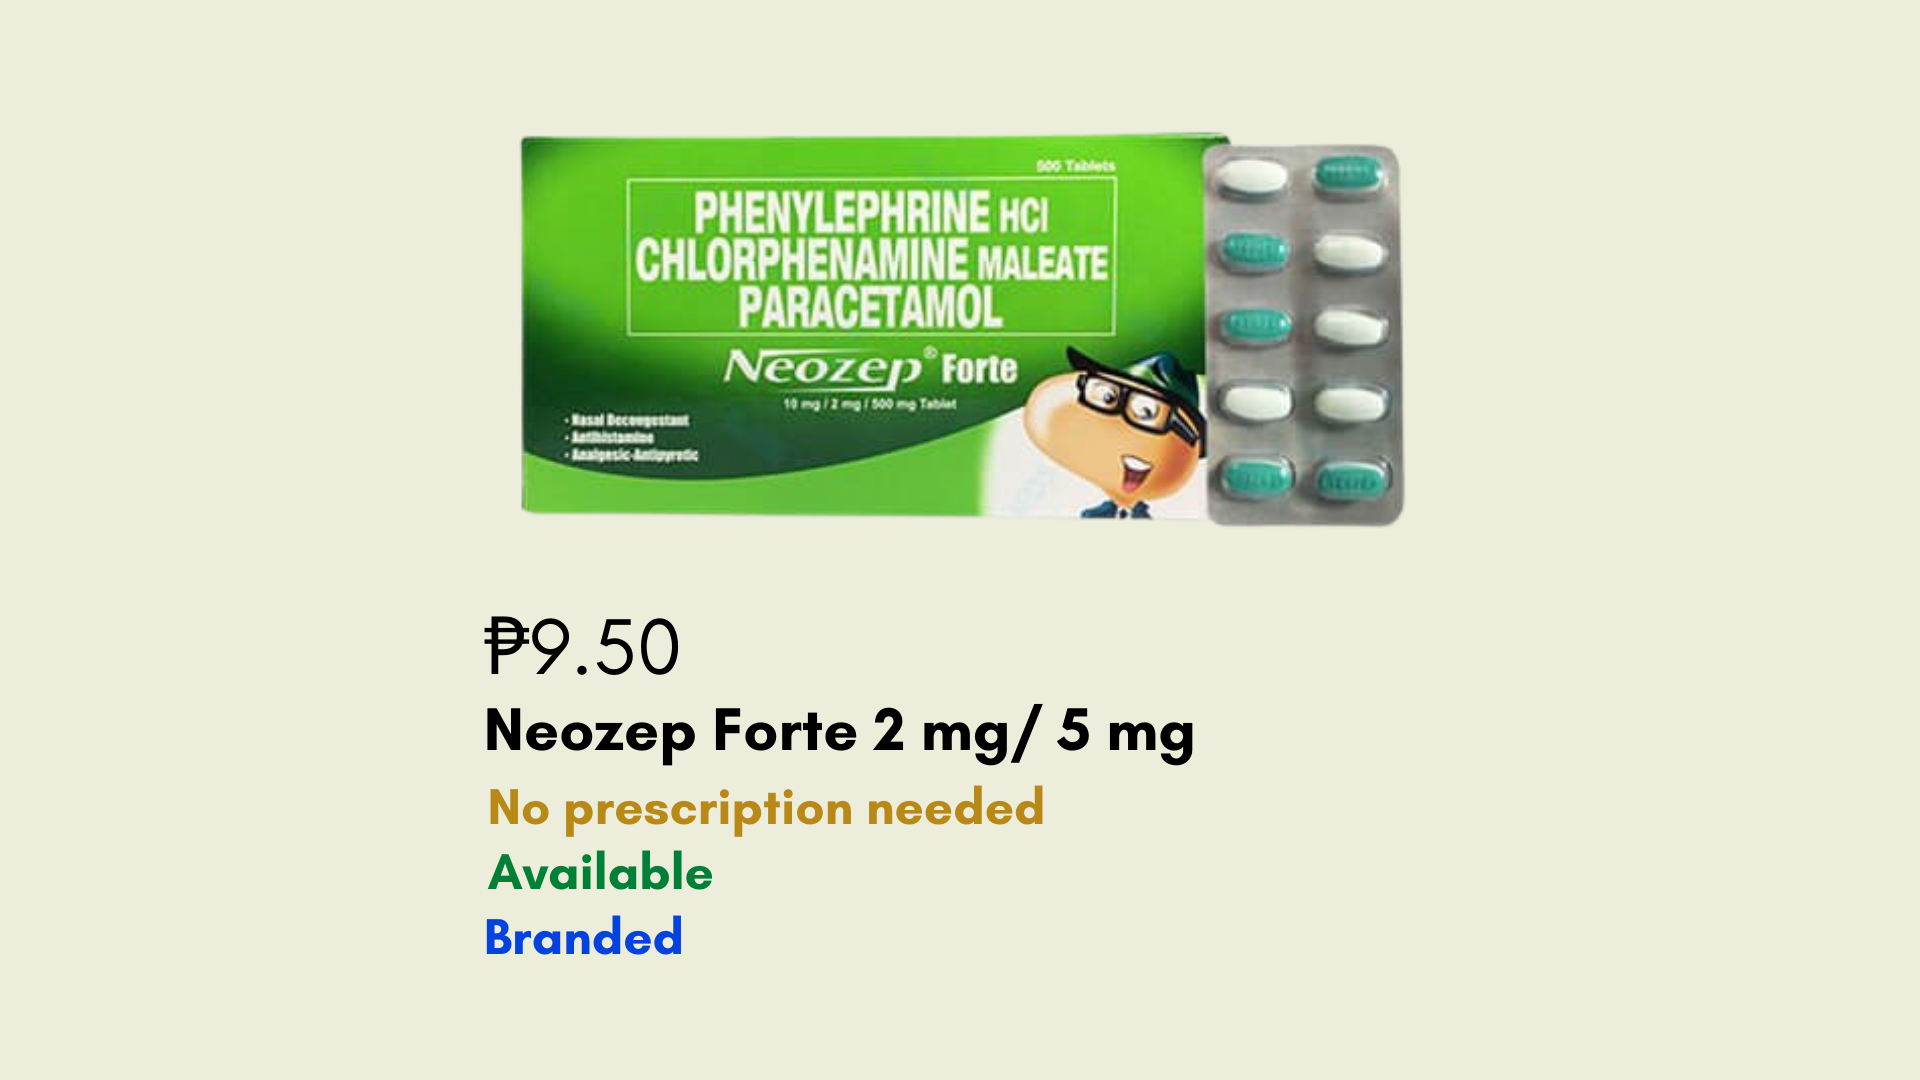 500 Tablets
PHENYLEPHRINE HCl
CHLORPHENAMINE MALEATE
PARACETAMOL
Neozep® Forte
10 mg / 2 mg / 500 mg Tablet
• Nasal Decongestant
• Antihistamine
• Analgesic-Antipyretic
₱9.50
Neozep Forte 2 mg/ 5 mg
No prescription needed
Available
Branded